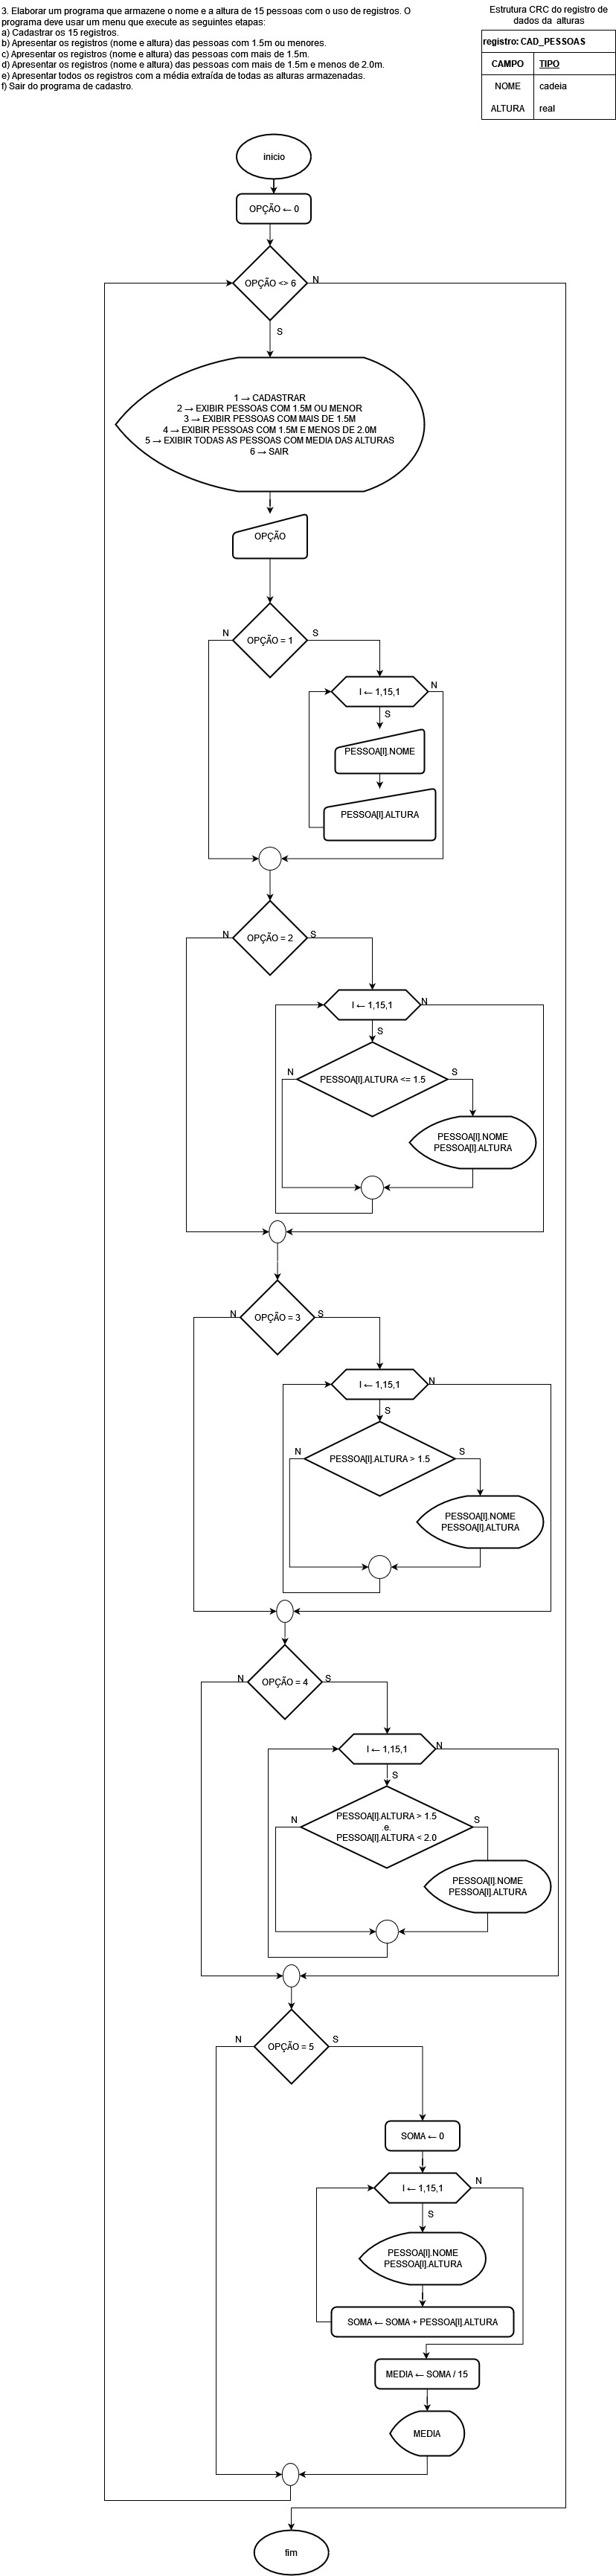 3. Elaborar um programa que armazene o nome e a altura de 15 pessoas com o uso de registros. O
programa deve usar um menu que execute as seguintes etapas:
a) Cadastrar os 15 registros.
b) Apresentar os registros (nome e altura) das pessoas com 1.5m ou menores.
c) Apresentar os registros (nome e altura) das pessoas com mais de 1.5m.
d) Apresentar os registros (nome e altura) das pessoas com mais de 1.5m e menos de 2.0m.
e) Apresentar todos os registros com a média extraída de todas as alturas armazenadas.
f) Sair do programa de cadastro.
Estrutura CRC do registro de
dados da alturas
registro: CAD_PESSOAS
CAMPO TIPO
NOME cadeia
ALTURA real
inicio
OPÇÃO ← 0
OPÇÃO <> 6
N
S
1 → CADASTRAR
2 → EXIBIR PESSOAS COM 1.5M OU MENOR
3 → EXIBIR PESSOAS COM MAIS DE 1.5M
4 → EXIBIR PESSOAS COM 1.5M E MENOS DE 2.0M
5 → EXIBIR TODAS AS PESSOAS COM MEDIA DAS ALTURAS
6 → SAIR
OPÇÃO
N
S
OPÇÃO = 1
I ← 1,15,1
N
S
PESSOA[I].NOME
PESSOA[I].ALTURA
N
S
OPÇÃO = 2
I ← 1,15,1
N
S
N
S
PESSOA[I].ALTURA <= 1.5
PESSOA[I].NOME
PESSOA[I].ALTURA
N
S
OPÇÃO = 3
I ← 1,15,1
N
S
N
S
PESSOA[I].ALTURA > 1.5
PESSOA[I].NOME
PESSOA[I].ALTURA
N
S
OPÇÃO = 4
I ← 1,15,1
N
S
N
S
PESSOA[I].ALTURA > 1.5
.e.
PESSOA[I].ALTURA < 2.0
PESSOA[I].NOME
PESSOA[I].ALTURA
N
S
OPÇÃO = 5
SOMA ← 0
I ← 1,15,1
N
S
PESSOA[I].NOME
PESSOA[I].ALTURA
SOMA ← SOMA + PESSOA[I].ALTURA
MEDIA ← SOMA / 15
MEDIA
fim